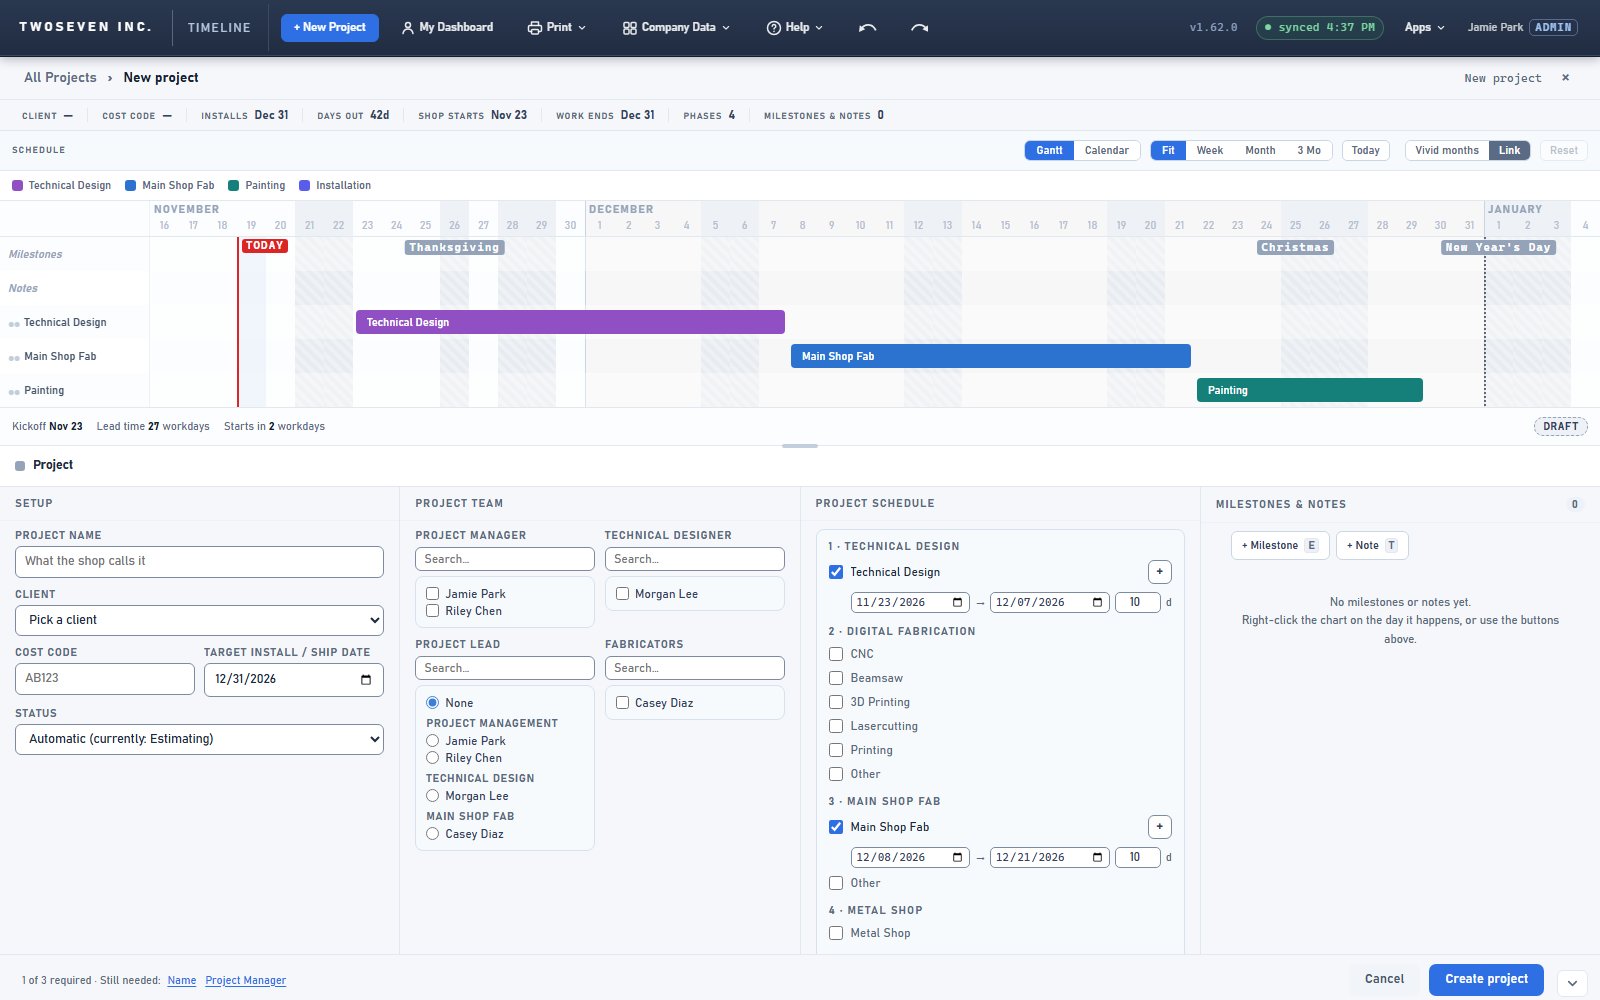 TWOSEVEN INC. TIMELINE + New Project My Dashboard Print Company Data Help v1.62.0 synced 4:37 PM Apps Jamie Park ADMIN
All Projects › New project New project ×
CLIENT — COST CODE — INSTALLS Dec 31 DAYS OUT 42d SHOP STARTS Nov 23 WORK ENDS Dec 31 PHASES 4 MILESTONES & NOTES 0
SCHEDULE Gantt Calendar Fit Week Month 3 Mo Today Vivid months Link Reset
Technical Design Main Shop Fab Painting Installation
NOVEMBER DECEMBER JANUARY
16 17 18 19 20 21 22 23 24 25 26 27 28 29 30 1 2 3 4 5 6 7 8 9 10 11 12 13 14 15 16 17 18 19 20 21 22 23 24 25 26 27 28 29 30 31 1 2 3 4
Milestones TODAY Thanksgiving Christmas New Year's Day
Notes
Technical Design Technical Design
Main Shop Fab Main Shop Fab
Painting Painting
Kickoff Nov 23 Lead time 27 workdays Starts in 2 workdays DRAFT
Project
SETUP
PROJECT NAME
What the shop calls it
CLIENT
Pick a client
COST CODE TARGET INSTALL / SHIP DATE
AB123 12/31/2026
STATUS
Automatic (currently: Estimating)
PROJECT TEAM
PROJECT MANAGER
Search...
Jamie Park
Riley Chen
TECHNICAL DESIGNER
Search...
Morgan Lee
PROJECT LEAD
Search...
None
PROJECT MANAGEMENT
Jamie Park
Riley Chen
TECHNICAL DESIGN
Morgan Lee
MAIN SHOP FAB
Casey Diaz
FABRICATORS
Search...
Casey Diaz
PROJECT SCHEDULE
1 · TECHNICAL DESIGN
Technical Design +
11/23/2026 → 12/07/2026 10 d
2 · DIGITAL FABRICATION
CNC
Beamsaw
3D Printing
Lasercutting
Printing
Other
3 · MAIN SHOP FAB
Main Shop Fab +
12/08/2026 → 12/21/2026 10 d
Other
4 · METAL SHOP
Metal Shop
MILESTONES & NOTES 0
+ Milestone E + Note T
No milestones or notes yet.
Right-click the chart on the day it happens, or use the buttons
above.
1 of 3 required · Still needed: Name Project Manager Cancel Create project